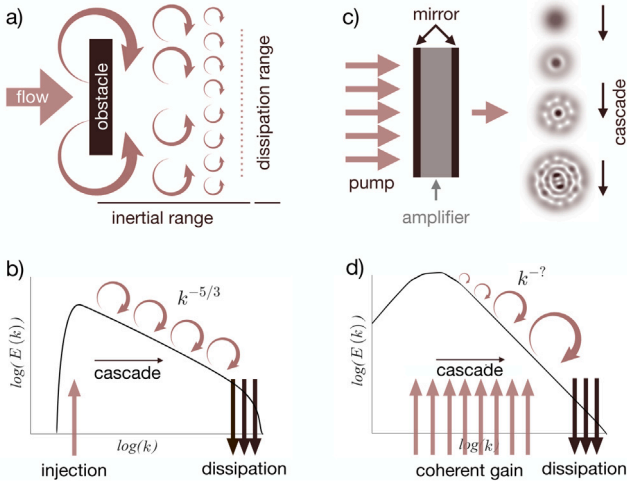 a)
flow
obstacle
dissipation range
inertial range
c)
mirror
pump
amplifier
cascade
b)
log(E(k))
k^{-5/3}
cascade
log(k)
injection
dissipation
d)
log(E(k))
k^{-?}
cascade
log(k)
coherent gain
dissipation